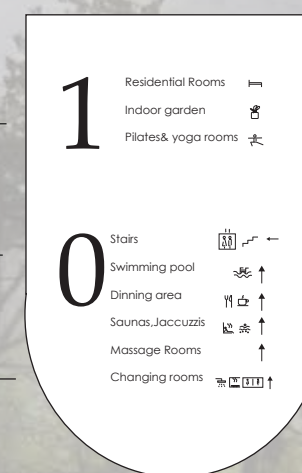 1
Residential Rooms
Indoor garden
Pilates& yoga rooms
0
Stairs
Swimming pool
Dinning area
Saunas,Jaccuzzis
Massage Rooms
Changing rooms